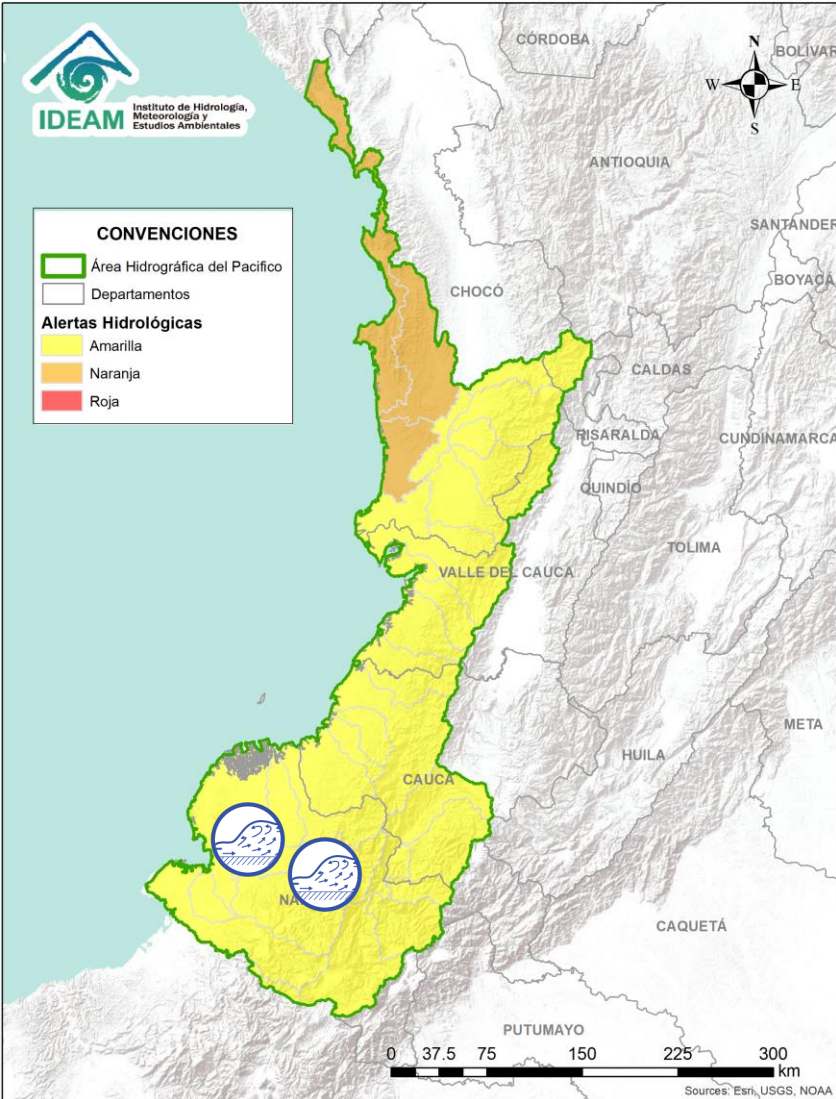 IDEAM
Instituto de Hidrología,
Meteorología y
Estudios Ambientales
N
W
E
S
CÓRDOBA
BOLÍVAR
ANTIOQUIA
SANTANDER
BOYACÁ
CHOCÓ
CALDAS
RISARALDA
CUNDINAMARCA
QUINDÍO
TOLIMA
VALLE DEL CAUCA
META
HUILA
CAUCA
NA
CAQUETÁ
PUTUMAYO
CONVENCIONES
Área Hidrográfica del Pacifico
Departamentos
Alertas Hidrológicas
Amarilla
Naranja
Roja
0 37.5 75 150 225 300
km
Sources: Esri, USGS, NOAA